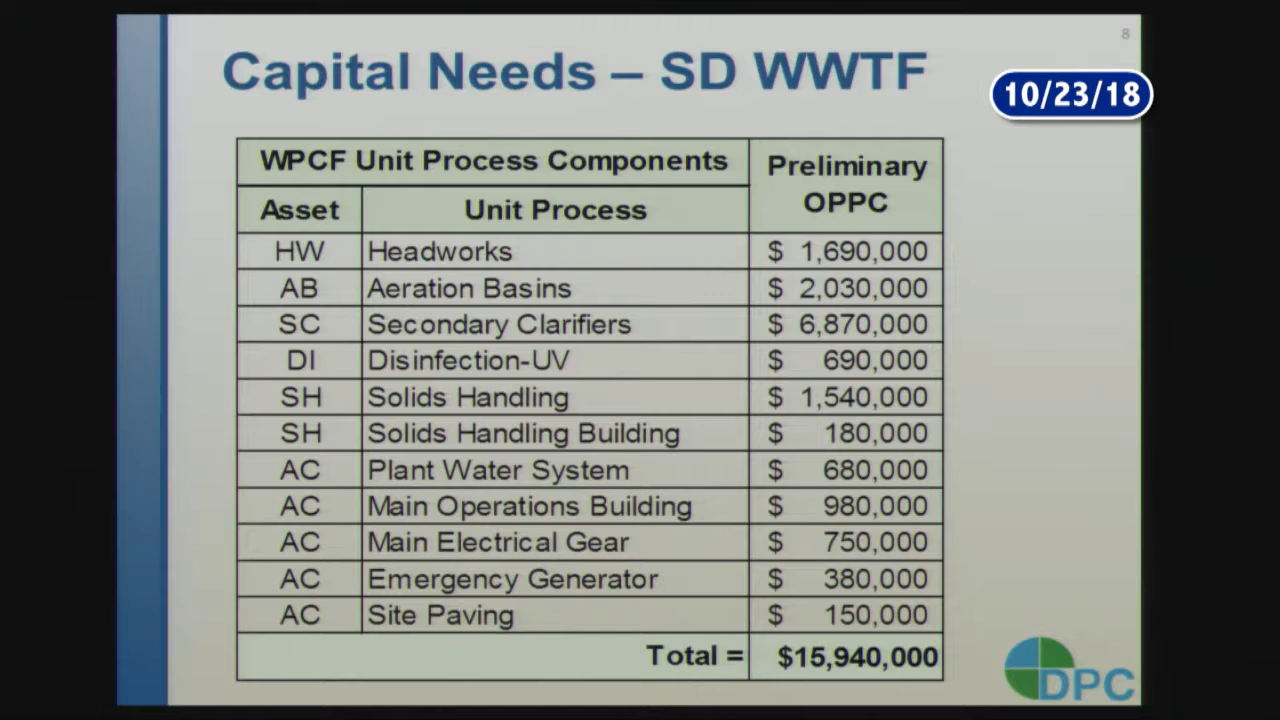 8
Capital Needs – SD WWTF
10/23/18
WPCF Unit Process Components Preliminary OPPC
Asset Unit Process
HW Headworks $ 1,690,000
AB Aeration Basins $ 2,030,000
SC Secondary Clarifiers $ 6,870,000
DI Disinfection-UV $ 690,000
SH Solids Handling $ 1,540,000
SH Solids Handling Building $ 180,000
AC Plant Water System $ 680,000
AC Main Operations Building $ 980,000
AC Main Electrical Gear $ 750,000
AC Emergency Generator $ 380,000
AC Site Paving $ 150,000
Total = $15,940,000
DPC